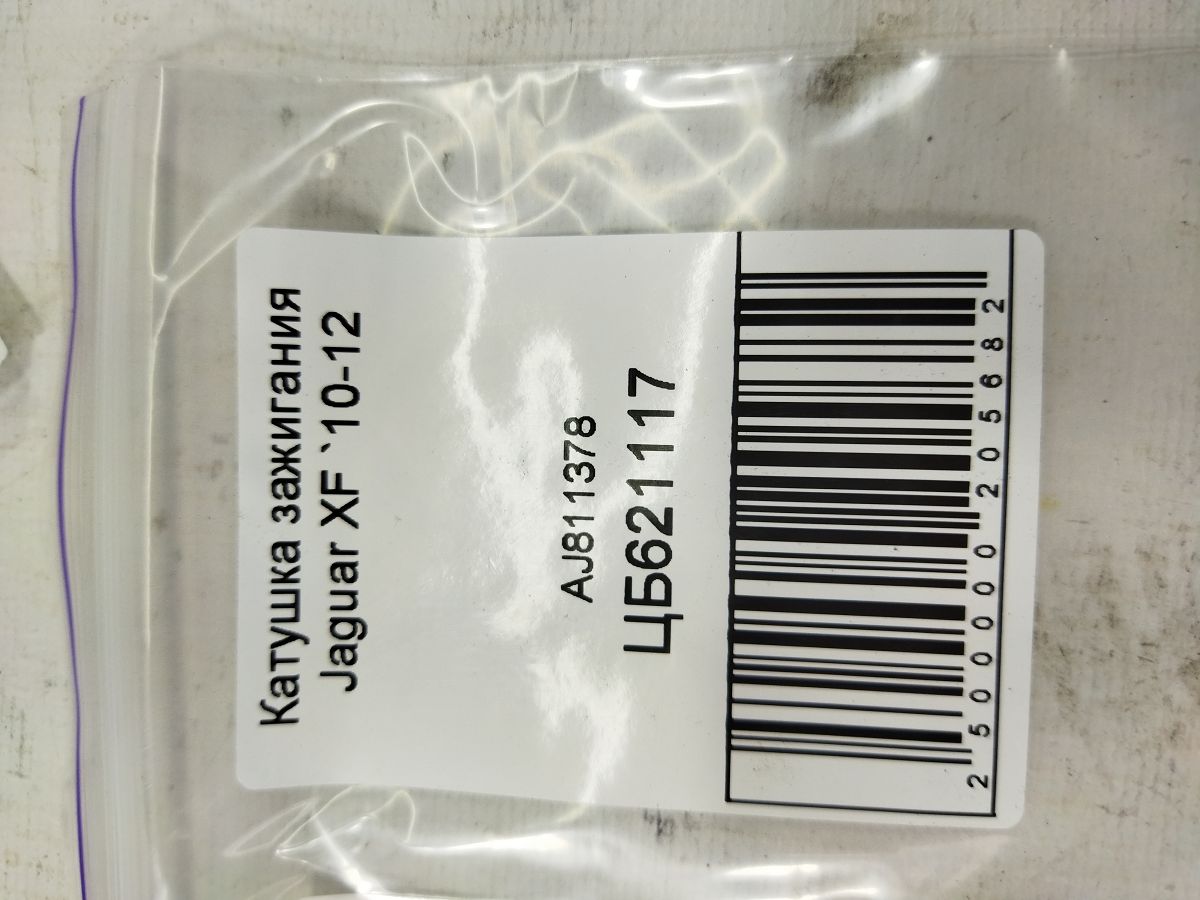 Катушка зажигания
Jaguar XF `10-12
AJ811378
ЦБ621117
2500000205682